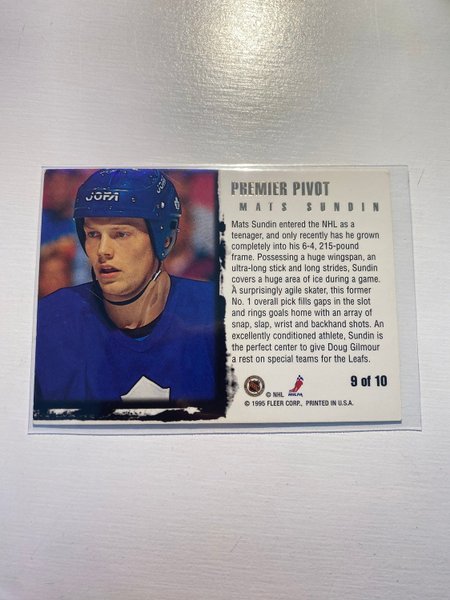 JOFA
PREMIER PIVOT
MATS SUNDIN
Mats Sundin entered the NHL as a
teenager, and only recently has he grown
completely into his 6-4, 215-pound
frame. Possessing a huge wingspan, an
ultra-long stick and long strides, Sundin
covers a huge area of ice during a game.
A surprisingly agile skater, this former
No. 1 overall pick fills gaps in the slot
and rings goals home with an array of
snap, slap, wrist and backhand shots. An
excellently conditioned athlete, Sundin is
the perfect center to give Doug Gilmour
a rest on special teams for the Leafs.
9 of 10
© NHL
© 1995 FLEER CORP., PRINTED IN U.S.A.